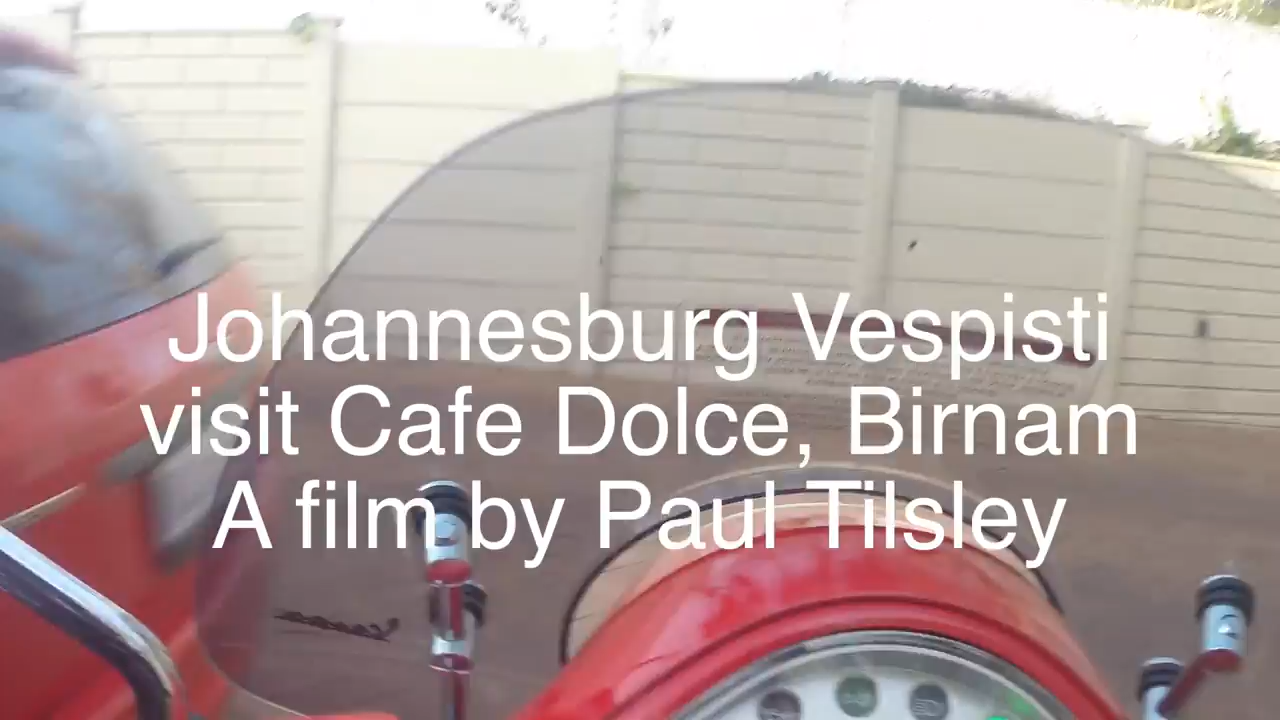 Johannesburg Vespisti
visit Cafe Dolce, Birnam
A film by Paul Tilsley